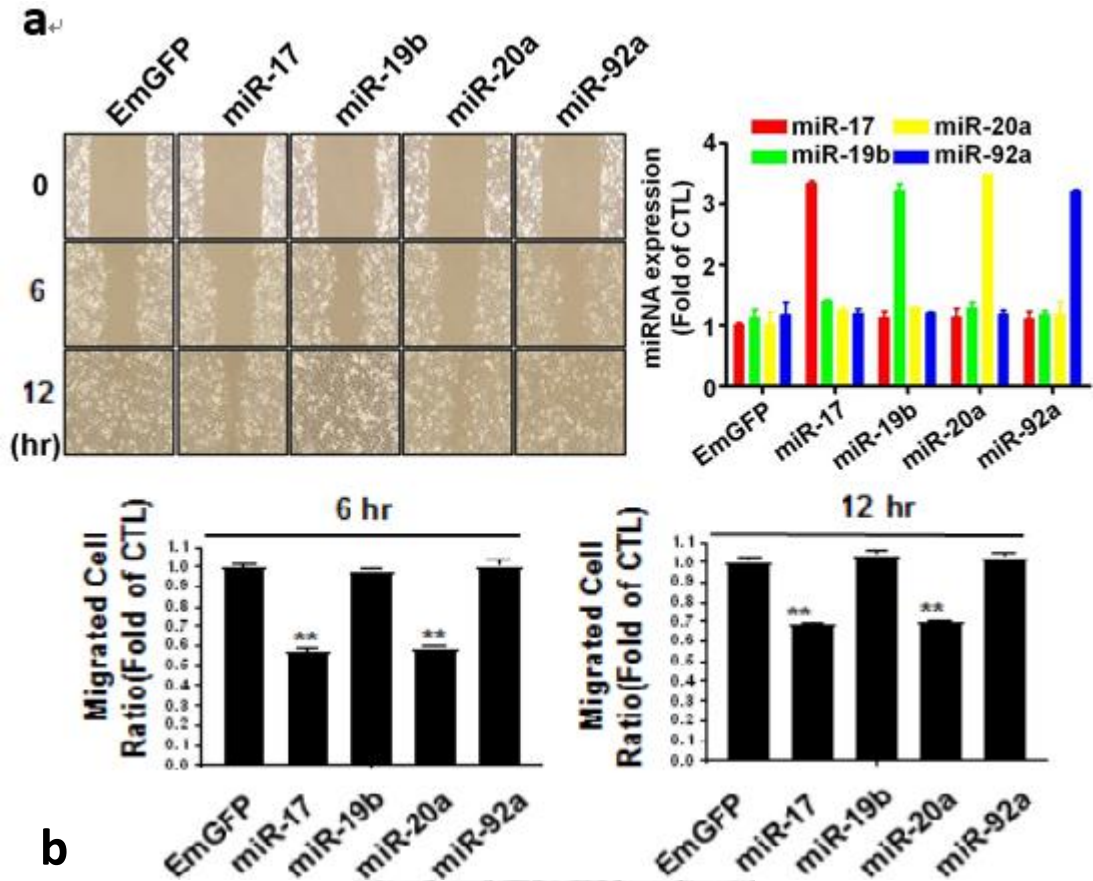 a↵
EmGFP
miR-17
miR-19b
miR-20a
miR-92a
0
6
12
(hr)
miR-17 miR-20a
miR-19b miR-92a
miRNA expression
(Fold of CTL)
4
3
2
1
0
EmGFP
miR-17
miR-19b
miR-20a
miR-92a
6 hr
Migrated Cell
Ratio(Fold of CTL)
1.1
1.0
0.9
0.8
0.7
0.6
0.5
0.4
0.3
0.2
0.1
0.0
** **
EmGFP
miR-17
miR-19b
miR-20a
miR-92a
12 hr
Migrated Cell
Ratio(Fold of CTL)
1.1
1.0
0.9
0.8
0.7
0.6
0.5
0.4
0.3
0.2
0.1
0.0
** **
EmGFP
miR-17
miR-19b
miR-20a
miR-92a
b